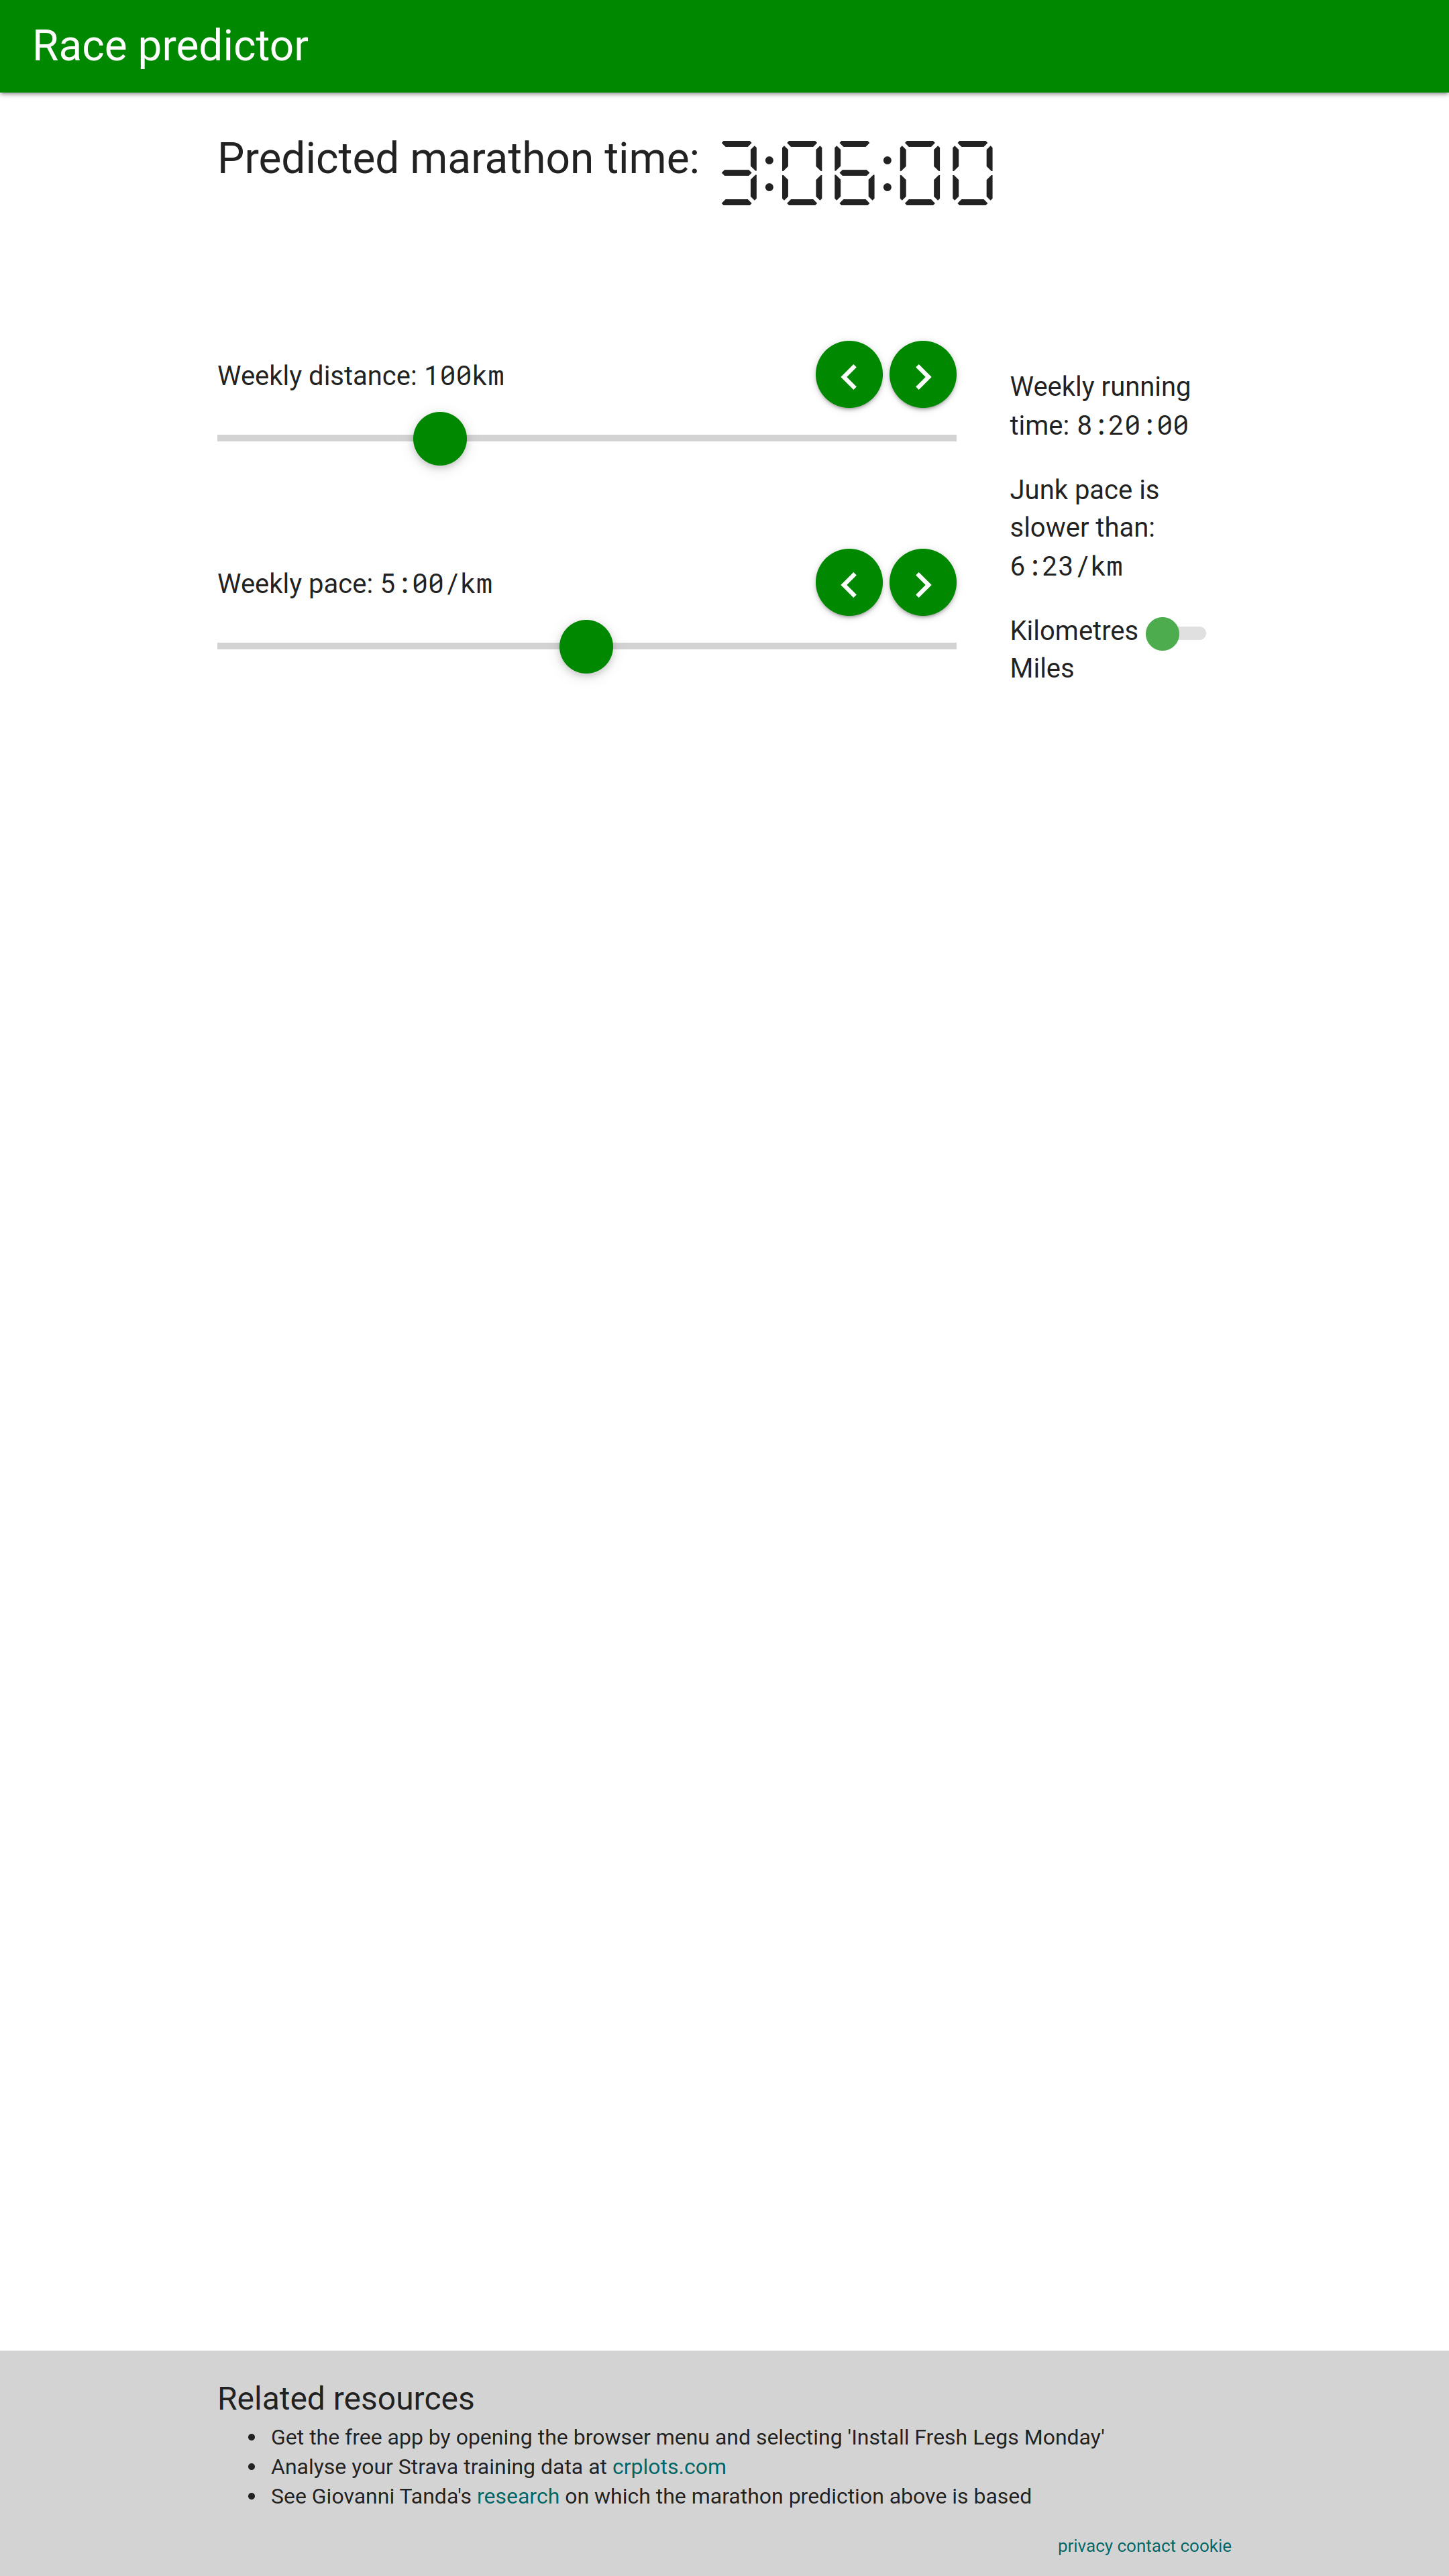 Race predictor
Predicted marathon time: 3:06:00
Weekly distance: 100km
Weekly running
time: 8:20:00
Junk pace is
slower than:
6:23/km
Weekly pace: 5:00/km
Kilometres
Miles
Related resources
Get the free app by opening the browser menu and selecting 'Install Fresh Legs Monday'
Analyse your Strava training data at crplots.com
See Giovanni Tanda's research on which the marathon prediction above is based
privacy contact cookie